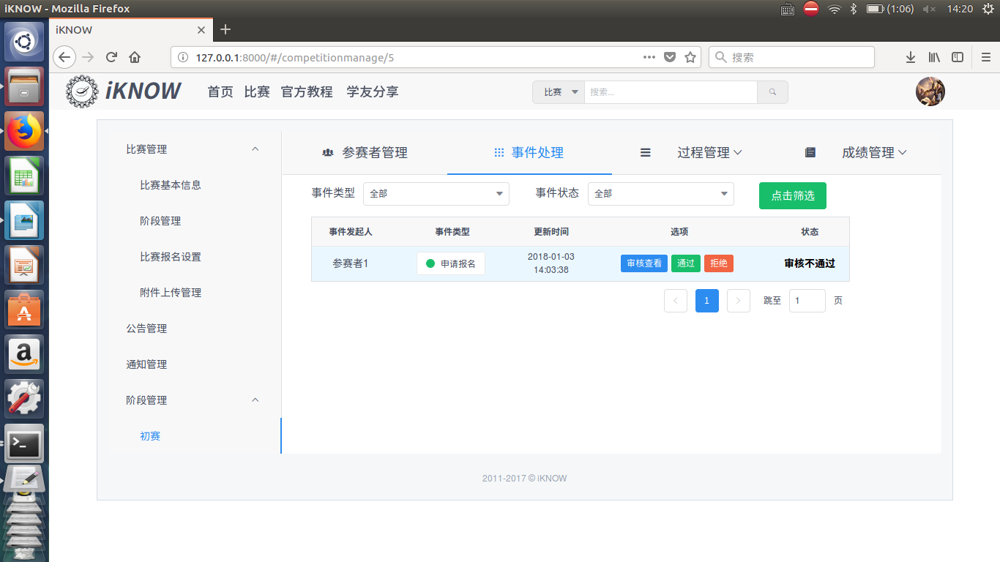 iKNOW - Mozilla Firefox
(1:06)
14:20
iKNOW
127.0.0.1:8000/#/competitionmanage/5
搜索
iKNOW
首页 比赛 官方教程 学友分享
比赛
搜索...
比赛管理
比赛基本信息
阶段管理
比赛报名设置
附件上传管理
公告管理
通知管理
阶段管理
初赛
参赛者管理
事件处理
过程管理
成绩管理
事件类型 全部 事件状态 全部 点击筛选
事件发起人 事件类型 更新时间 选项 状态
参赛者1 申请报名 2018-01-03 14:03:38 审核查看 通过 拒绝 审核不通过
1 跳至 1 页
2011-2017 © iKNOW